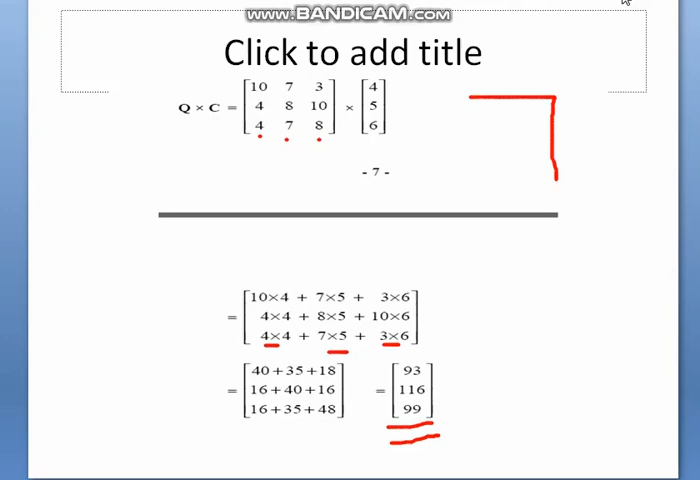 www.BANDICAM.com
Click to add title
Q × C = [10 7 3] × [4]
[4 8 10] [5]
[4 7 8] [6]
- 7 -
[10×4 + 7×5 + 3×6]
= [4×4 + 8×5 + 10×6]
[4×4 + 7×5 + 3×6]
[40+35+18] [93]
= [16+40+16] = [116]
[16+35+48] [99]